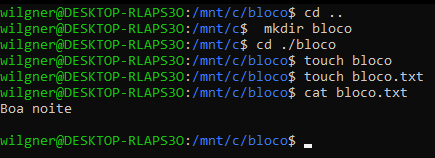 wilgner@DESKTOP-RLAPS3O:/mnt/c/bloco$ cd ..
wilgner@DESKTOP-RLAPS3O:/mnt/c$  mkdir bloco
wilgner@DESKTOP-RLAPS3O:/mnt/c$ cd ./bloco
wilgner@DESKTOP-RLAPS3O:/mnt/c/bloco$ touch bloco
wilgner@DESKTOP-RLAPS3O:/mnt/c/bloco$ touch bloco.txt
wilgner@DESKTOP-RLAPS3O:/mnt/c/bloco$ cat bloco.txt
Boa noite
wilgner@DESKTOP-RLAPS3O:/mnt/c/bloco$